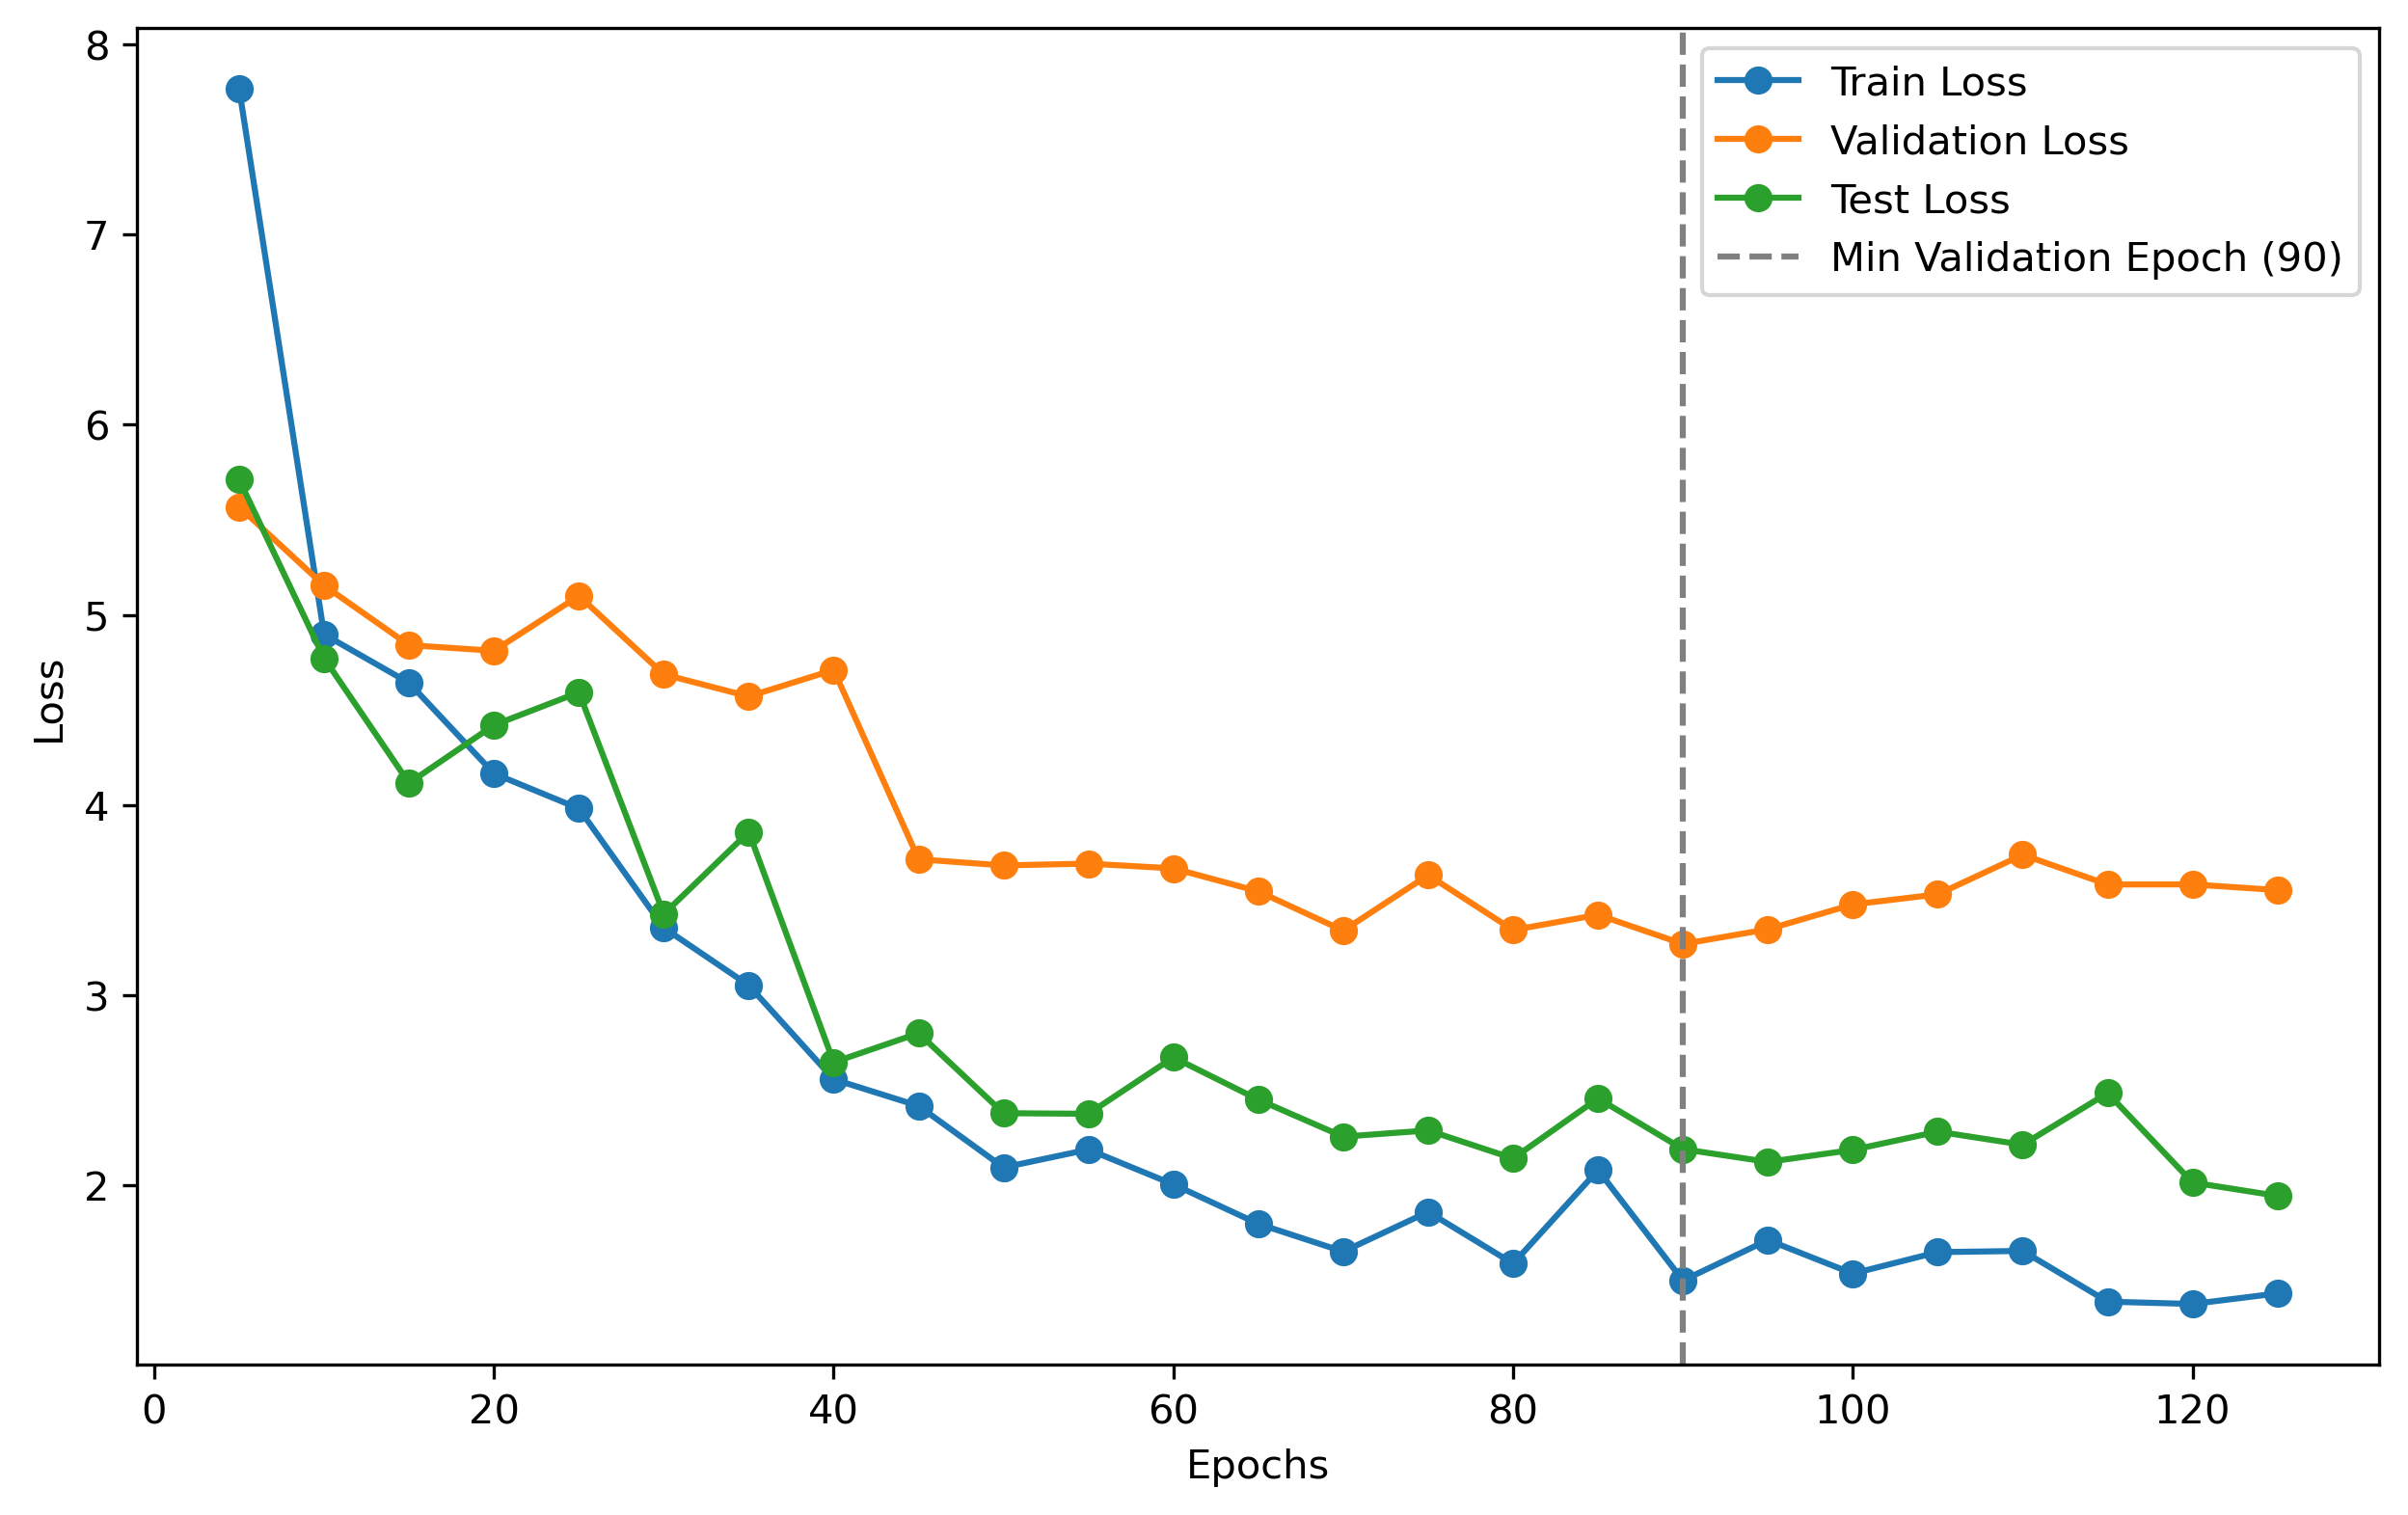 8
7
6
5
4
3
2
Loss
Train Loss
Validation Loss
Test Loss
Min Validation Epoch (90)
0 20 40 60 80 100 120
Epochs